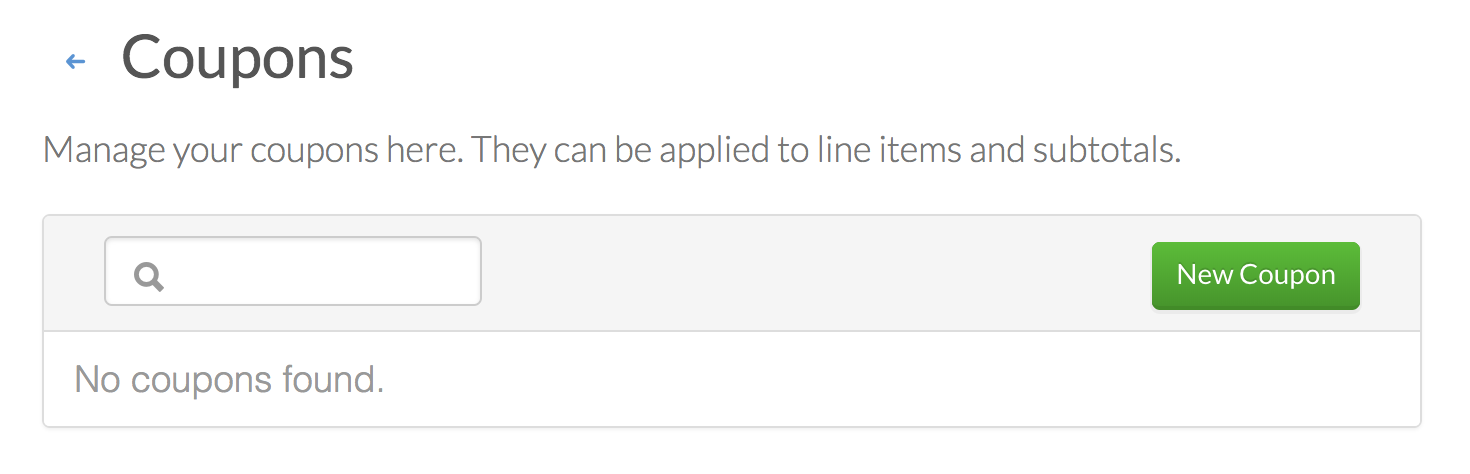 Coupons
Manage your coupons here. They can be applied to line items and subtotals.
New Coupon
No coupons found.